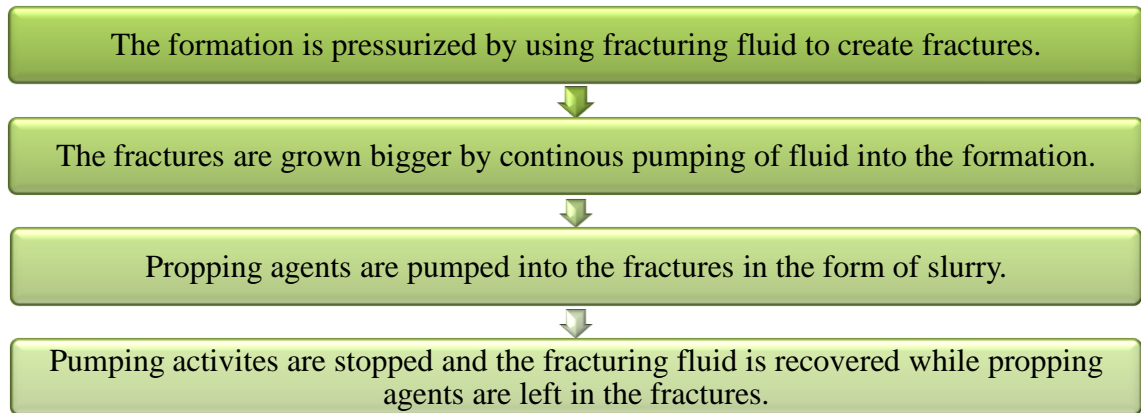 The formation is pressurized by using fracturing fluid to create fractures.
The fractures are grown bigger by continous pumping of fluid into the formation.
Propping agents are pumped into the fractures in the form of slurry.
Pumping activites are stopped and the fracturing fluid is recovered while propping
agents are left in the fractures.